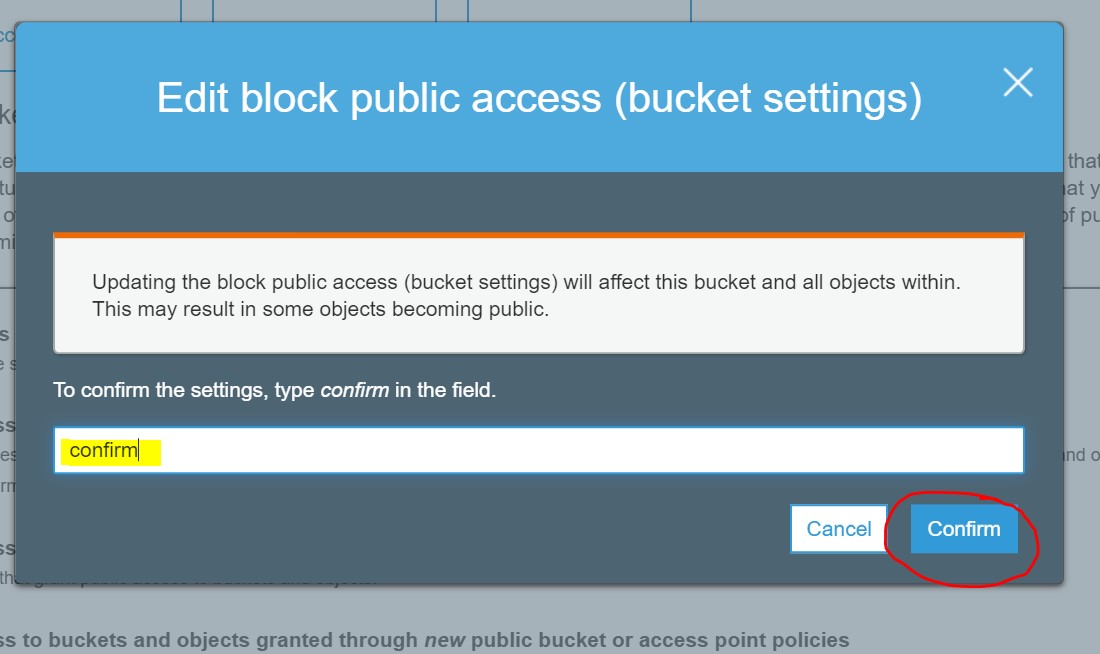 Edit block public access (bucket settings)
that
Updating the block public access (bucket settings) will affect this bucket and all objects within.
This may result in some objects becoming public.
To confirm the settings, type confirm in the field.
confirm
Cancel
Confirm
to buckets and objects granted through new public bucket or access point policies